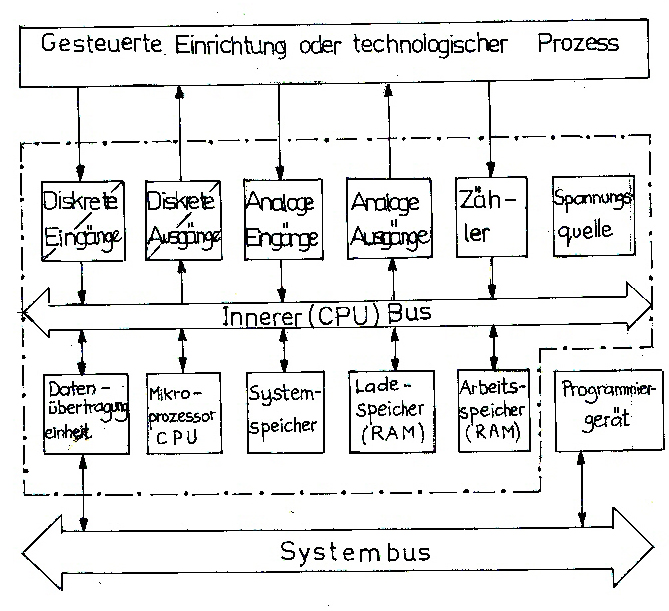 Gesteuerte Einrichtung oder technologischer Prozess
Diskrete
Eingänge
Diskrete
Ausgänge
Analoge
Eingänge
Analoge
Ausgänge
Zäh-
ler
Spannungs
quelle
Innerer (CPU) Bus
Daten-
übertragung
einheit
Mikro-
prozessor
CPU
System-
speicher
Lade-
speicher
(RAM)
Arbeits-
speicher
(RAM)
Programmier-
gerät
Systembus